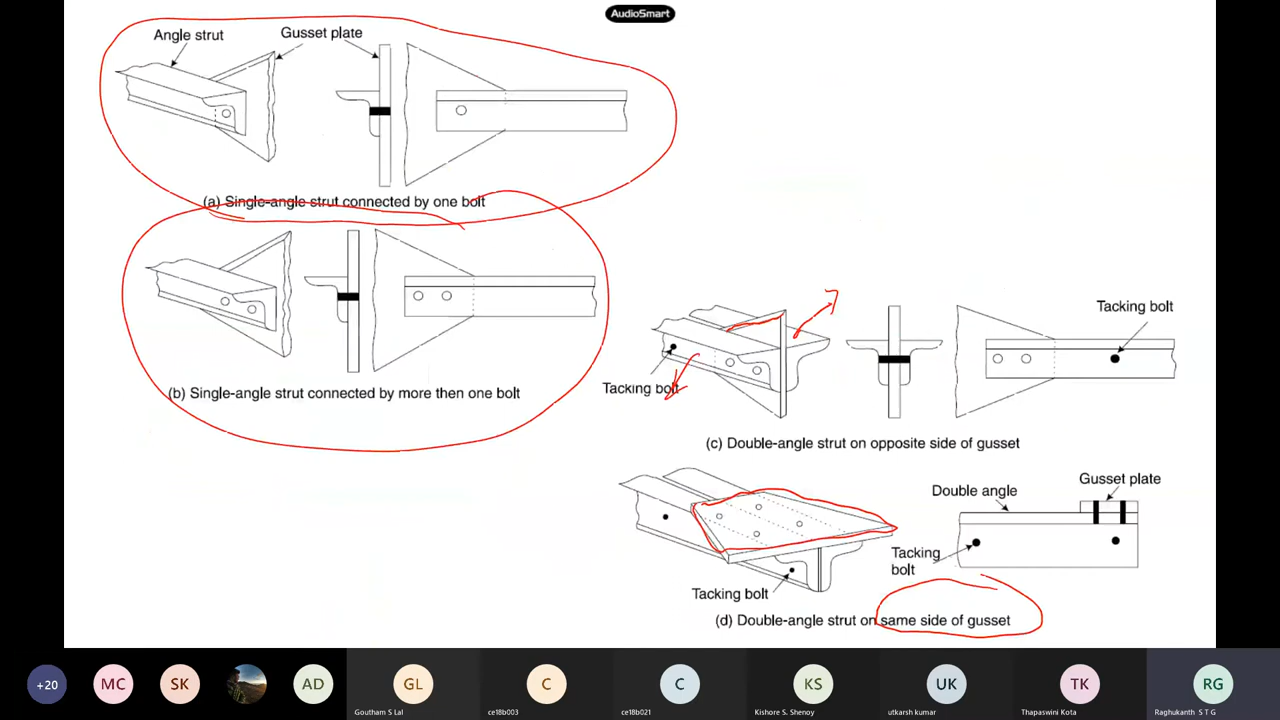 AudioSmart
Angle strut
Gusset plate
(a) Single-angle strut connected by one bolt
(b) Single-angle strut connected by more then one bolt
Tacking bolt
Tacking bolt
(c) Double-angle strut on opposite side of gusset
Gusset plate
Double angle
Tacking
bolt
Tacking bolt
(d) Double-angle strut on same side of gusset
+20
MC
SK
AD
GL
C
C
KS
UK
TK
RG
Goutham S Lal
ce18b003
ce18b021
Kishore S. Shenoy
utkarsh kumar
Thapaswini Kota
Raghukanth S T G